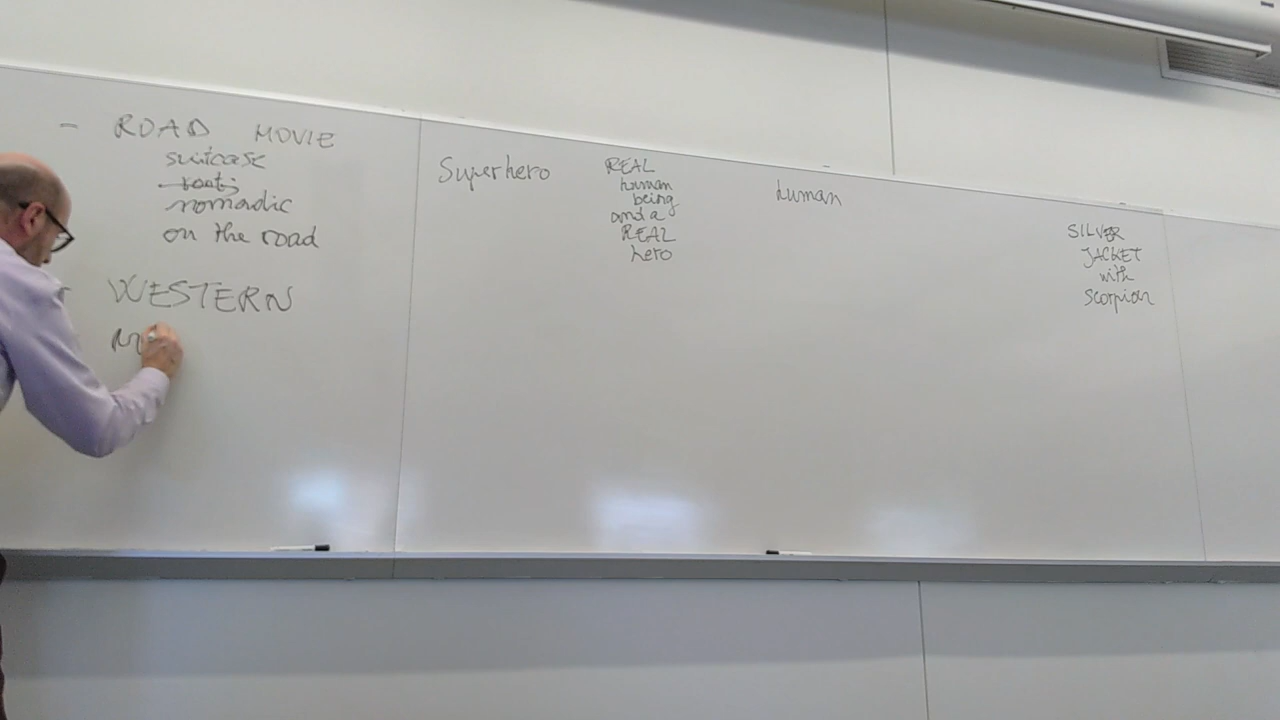 - ROAD MOVIE
suitcase
roots
nomadic
on the road
- WESTERN
Superhero
REAL
human
being
and a
REAL
hero
human
SILVER
JACKET
with
scorpion